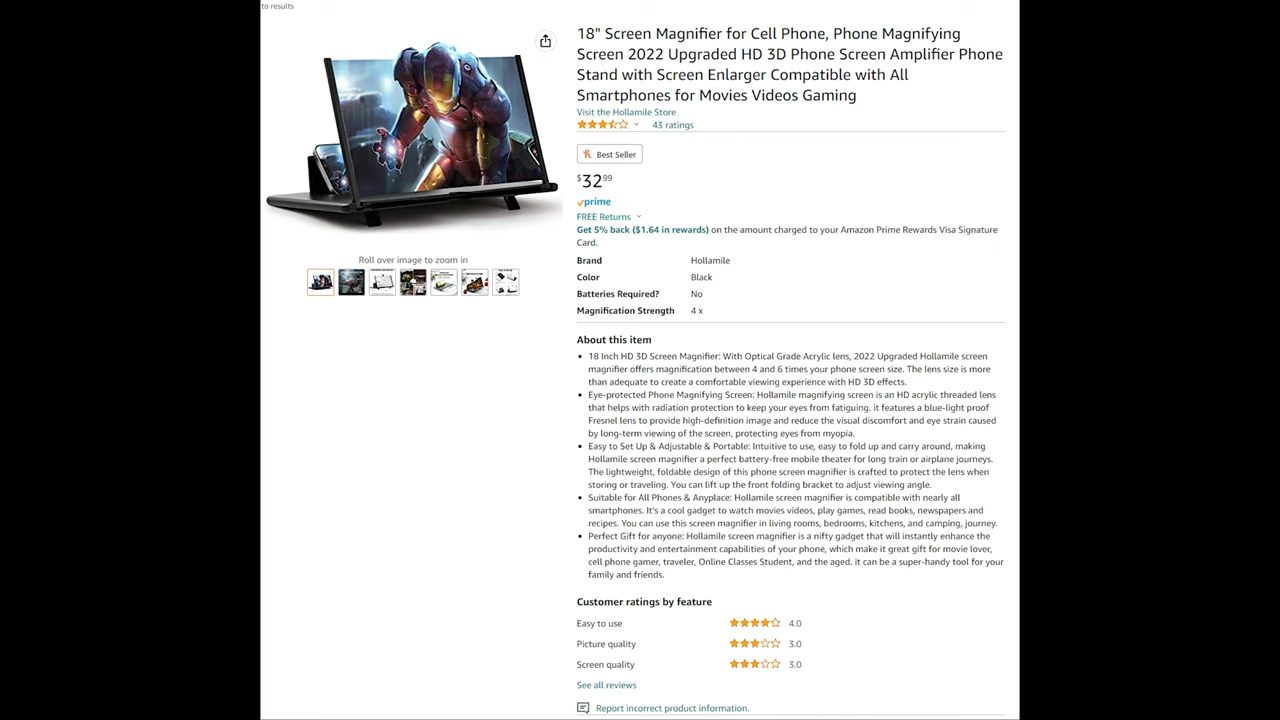 to results
18" Screen Magnifier for Cell Phone, Phone Magnifying
Screen 2022 Upgraded HD 3D Phone Screen Amplifier Phone
Stand with Screen Enlarger Compatible with All
Smartphones for Movies Videos Gaming
Visit the Hollamile Store
43 ratings
Best Seller
$32 99
prime
FREE Returns
Get 5% back ($1.64 in rewards) on the amount charged to your Amazon Prime Rewards Visa Signature
Card.
Brand Hollamile
Color Black
Batteries Required? No
Magnification Strength 4 x
Roll over image to zoom in
About this item
• 18 Inch HD 3D Screen Magnifier: With Optical Grade Acrylic lens, 2022 Upgraded Hollamile screen
magnifier offers magnification between 4 and 6 times your phone screen size. The lens size is more
than adequate to create a comfortable viewing experience with HD 3D effects.
• Eye-protected Phone Magnifying Screen: Hollamile magnifying screen is an HD acrylic threaded lens
that helps with radiation protection to keep your eyes from fatiguing. it features a blue-light proof
Fresnel lens to provide high-definition image and reduce the visual discomfort and eye strain caused
by long-term viewing of the screen, protecting eyes from myopia.
• Easy to Set Up & Adjustable & Portable: Intuitive to use, easy to fold up and carry around, making
Hollamile screen magnifier a perfect battery-free mobile theater for long train or airplane journeys.
The lightweight, foldable design of this phone screen magnifier is crafted to protect the lens when
storing or traveling. You can lift up the front folding bracket to adjust viewing angle.
• Suitable for All Phones & Anyplace: Hollamile screen magnifier is compatible with nearly all
smartphones. It's a cool gadget to watch movies videos, play games, read books, newspapers and
recipes. You can use this screen magnifier in living rooms, bedrooms, kitchens, and camping, journey.
• Perfect Gift for anyone: Hollamile screen magnifier is a nifty gadget that will instantly enhance the
productivity and entertainment capabilities of your phone, which make it great gift for movie lover,
cell phone gamer, traveler, Online Classes Student, and the aged. it can be a super-handy tool for your
family and friends.
Customer ratings by feature
Easy to use 4.0
Picture quality 3.0
Screen quality 3.0
See all reviews
Report incorrect product information.